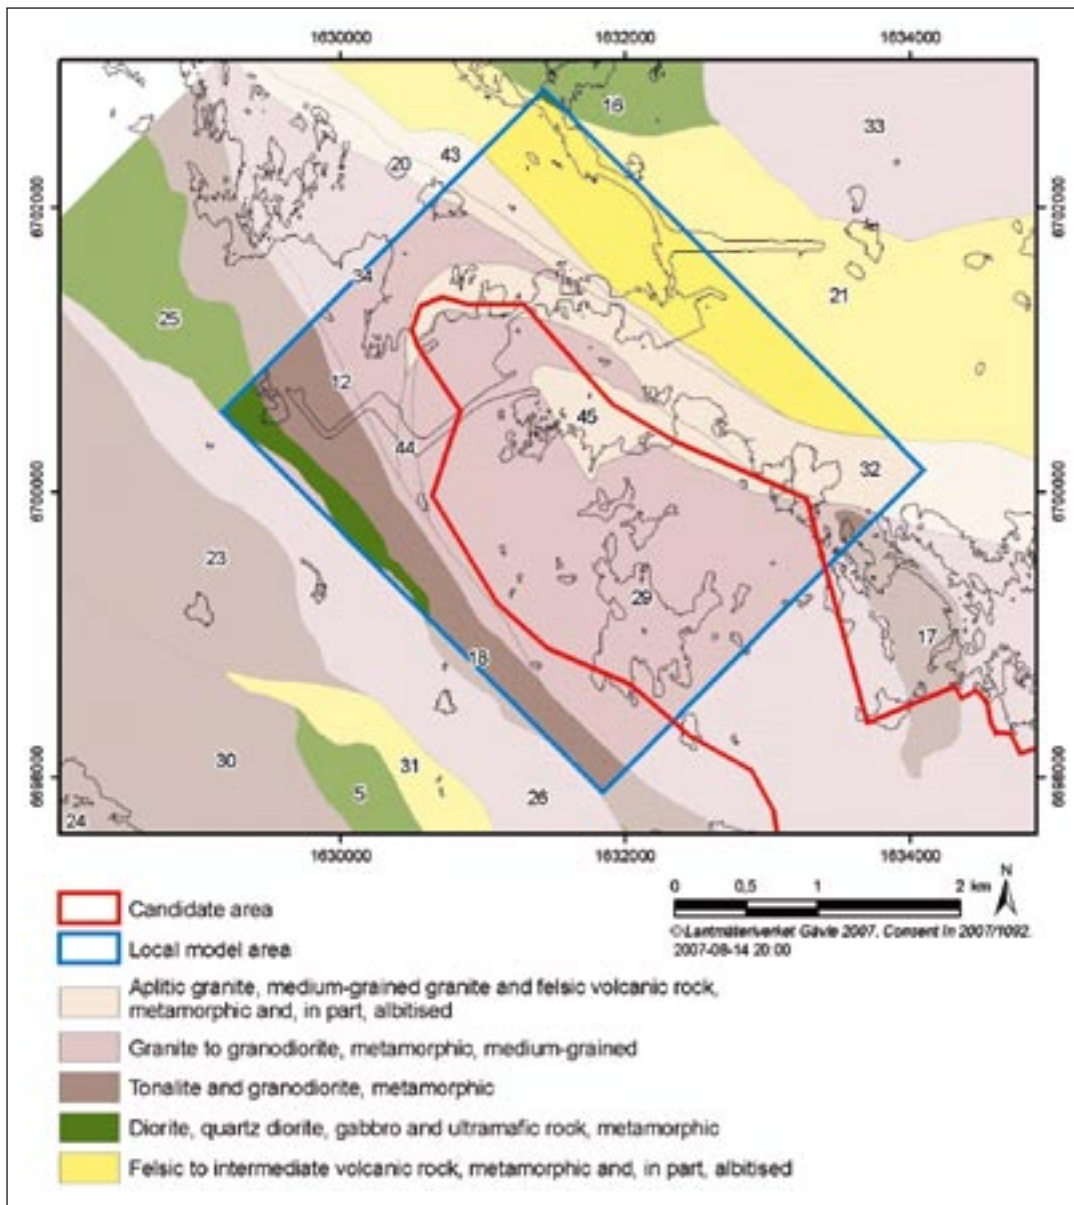 1630000 1632000 1634000
6702000 6702000
6700000 6700000
6698000 6698000
16
33
43
20
34
21
25
12
45
44
32
23
29
17
18
30
31
5
26
24
1630000 1632000 1634000
Candidate area
Local model area
Aplitic granite, medium-grained granite and felsic volcanic rock,
metamorphic and, in part, albitised
Granite to granodiorite, metamorphic, medium-grained
Tonalite and granodiorite, metamorphic
Diorite, quartz diorite, gabbro and ultramafic rock, metamorphic
Felsic to intermediate volcanic rock, metamorphic and, in part, albitised
N
0 0,5 1 2 km
©Lantmäteriverket Gävle 2007. Consent In 2007/1092.
2007-08-14 20:00